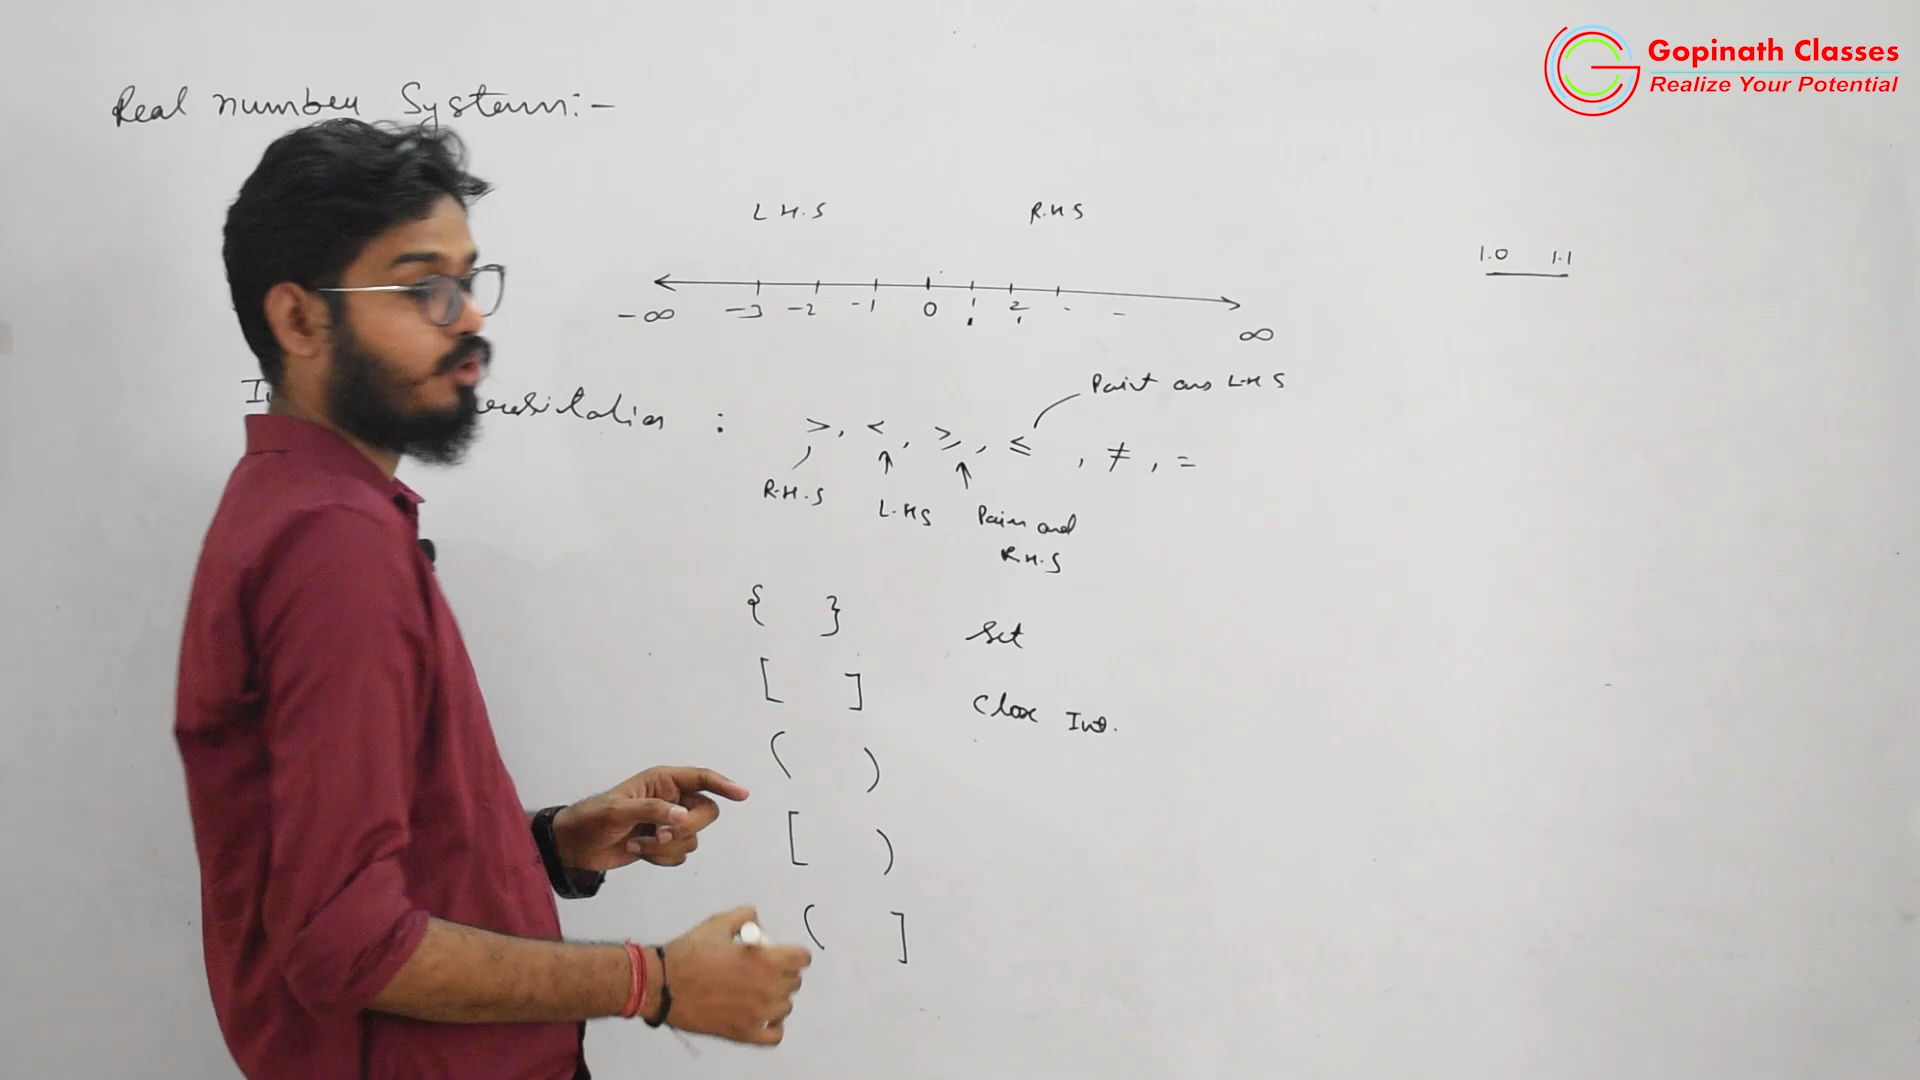 Gopinath Classes
Realize Your Potential
Real number System:-
L H.S R.H S
1.0 1.1
-3 -2 -1 0 1 2 - -
-∞ ∞
Point L.H S
: >, <, ≥, ≤, ≠, =
R.H.S L.HS Point and
R.H.S
{ } Set
[ ] Close Int.
( )
[ )
( ]